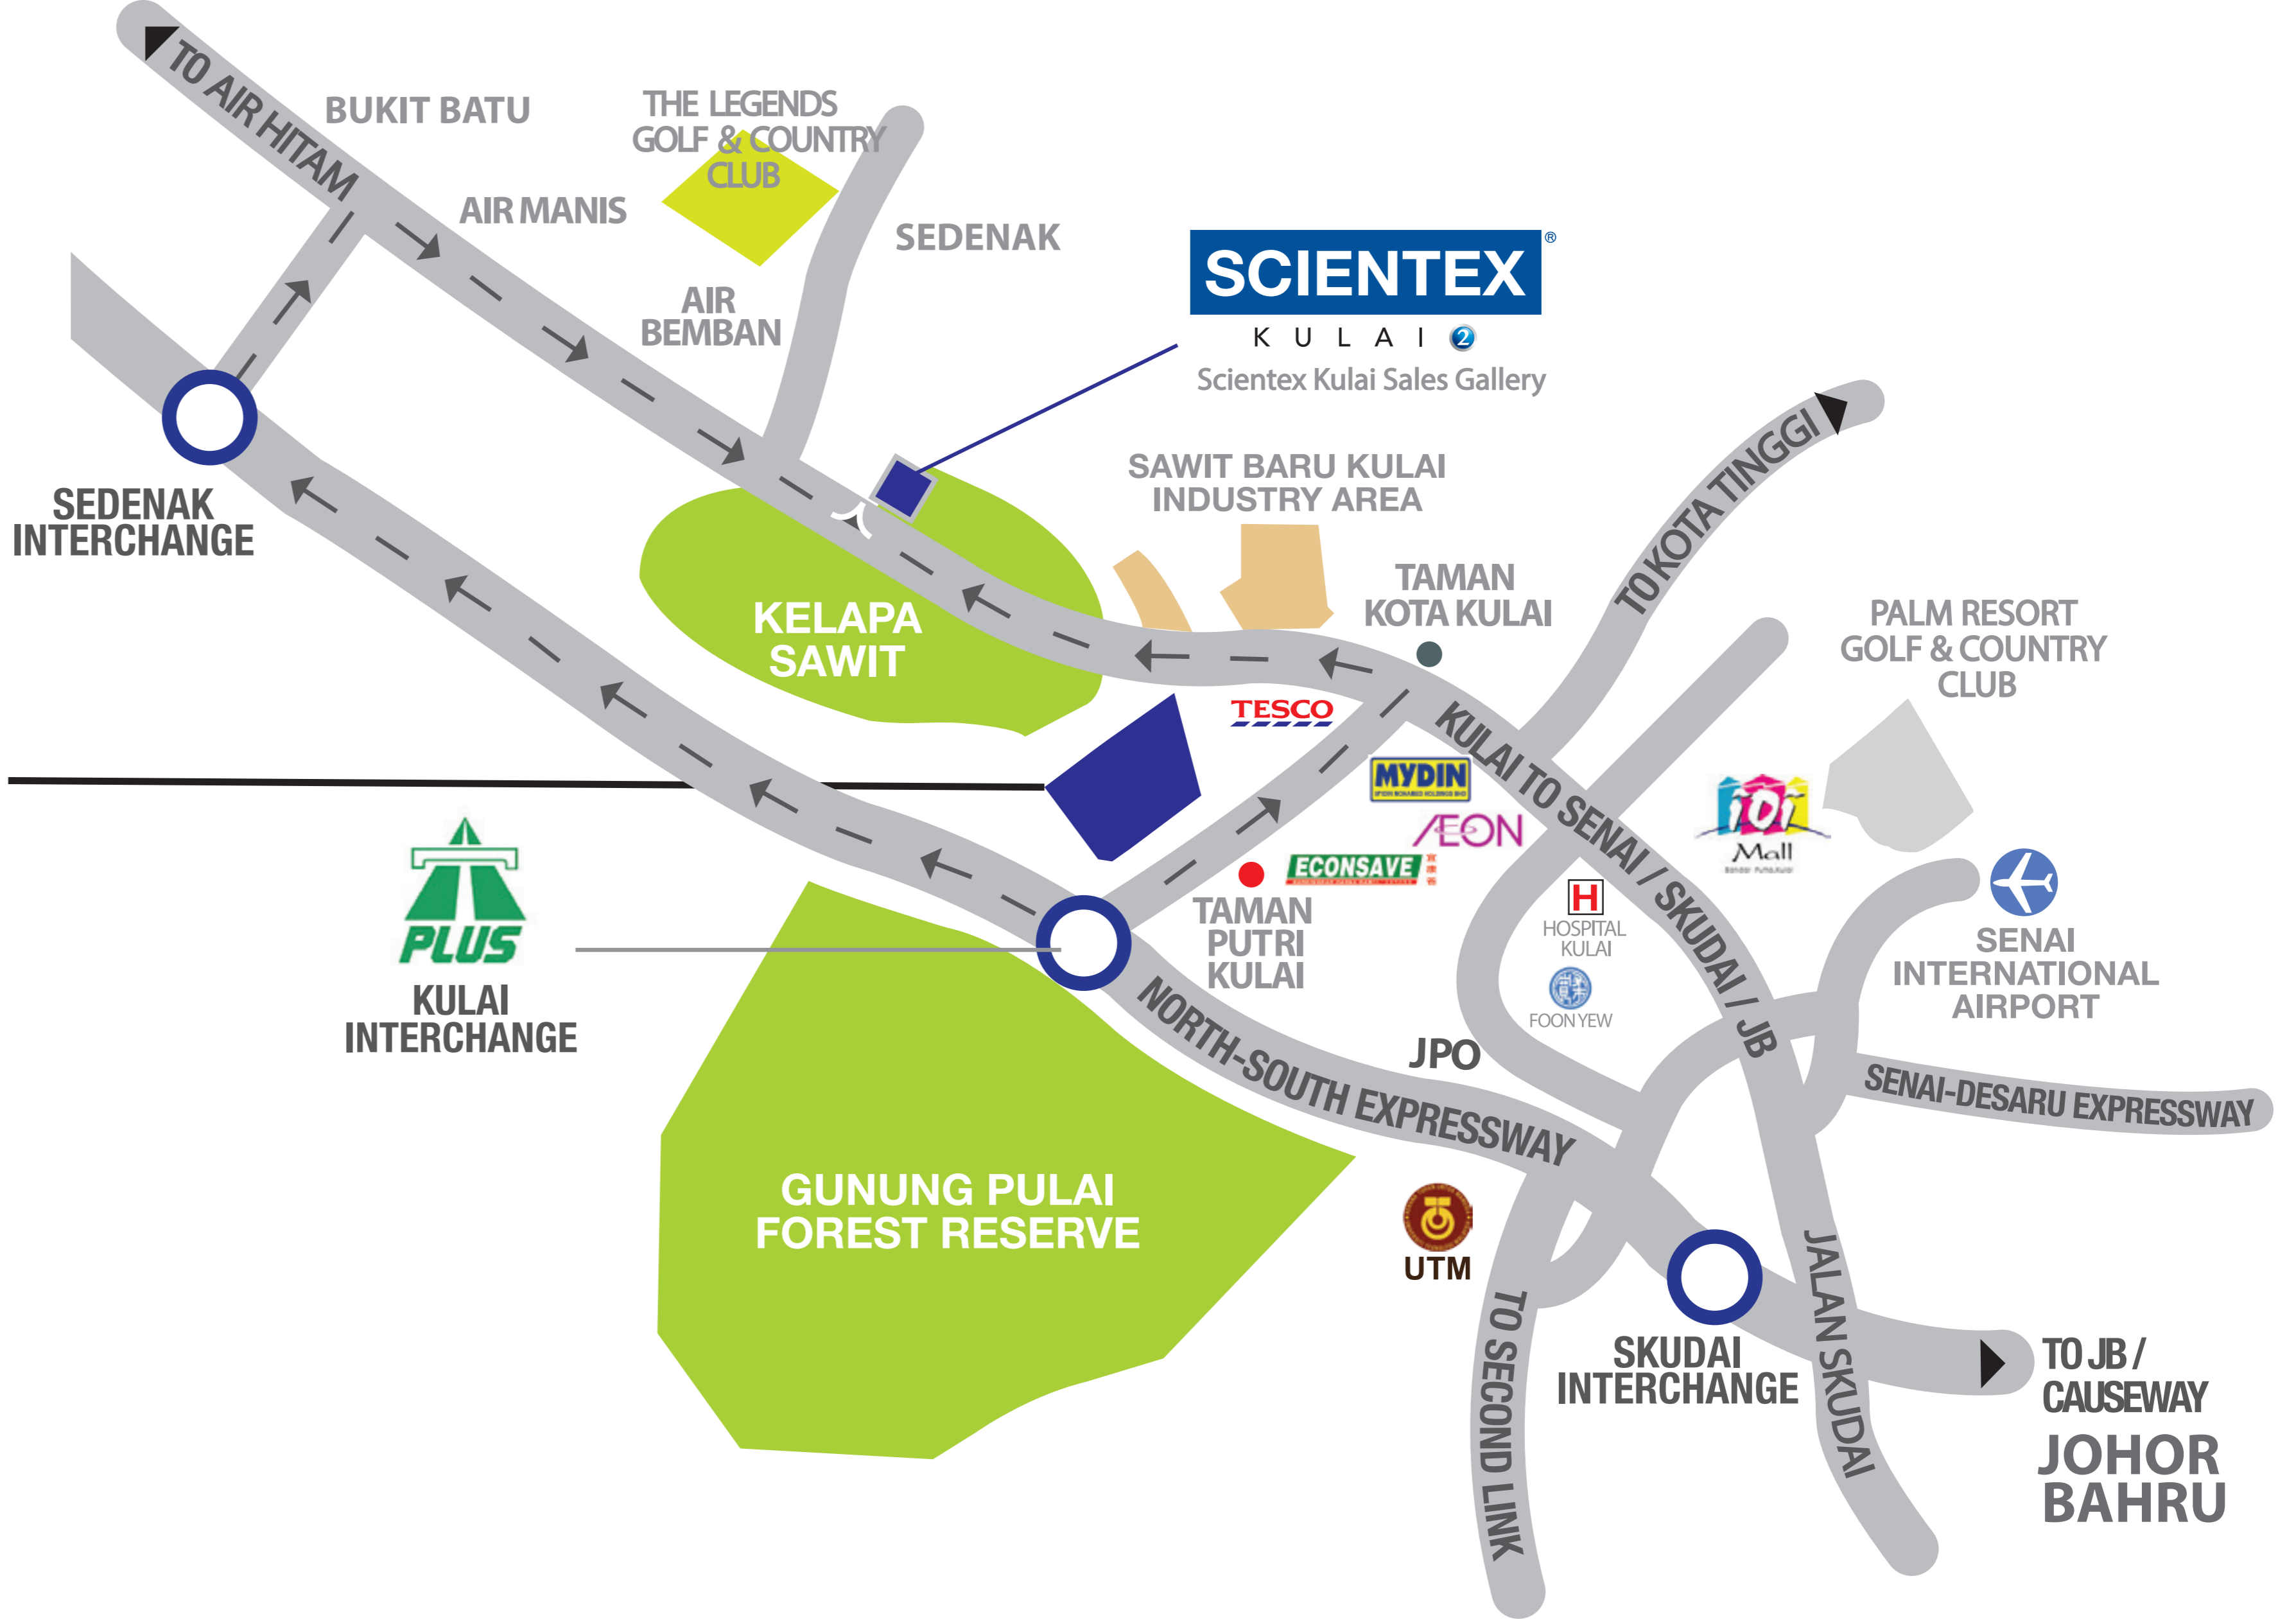 TO AIR HITAM
BUKIT BATU
THE LEGENDS
GOLF & COUNTRY
CLUB
AIR MANIS
SEDENAK
AIR
BEMBAN
SCIENTEX®
KULAI 2
Scientex Kulai Sales Gallery
SEDENAK
INTERCHANGE
SAWIT BARU KULAI
INDUSTRY AREA
TO KOTA TINGGI
TAMAN
KOTA KULAI
KELAPA
SAWIT
PALM RESORT
GOLF & COUNTRY
CLUB
TESCO
KULAI TO SENAI / SKUDAI / JB
MYDIN
ÆON
ECONSAVE
IOI
Mall
PLUS
KULAI
INTERCHANGE
TAMAN
PUTRI
KULAI
H
HOSPITAL
KULAI
FOON YEW
SENAI
INTERNATIONAL
AIRPORT
NORTH-SOUTH EXPRESSWAY
JPO
SENAI-DESARU EXPRESSWAY
GUNUNG PULAI
FOREST RESERVE
UTM
TO SECOND LINK
SKUDAI
INTERCHANGE
JALAN SKUDAI
TO JB /
CAUSEWAY
JOHOR
BAHRU